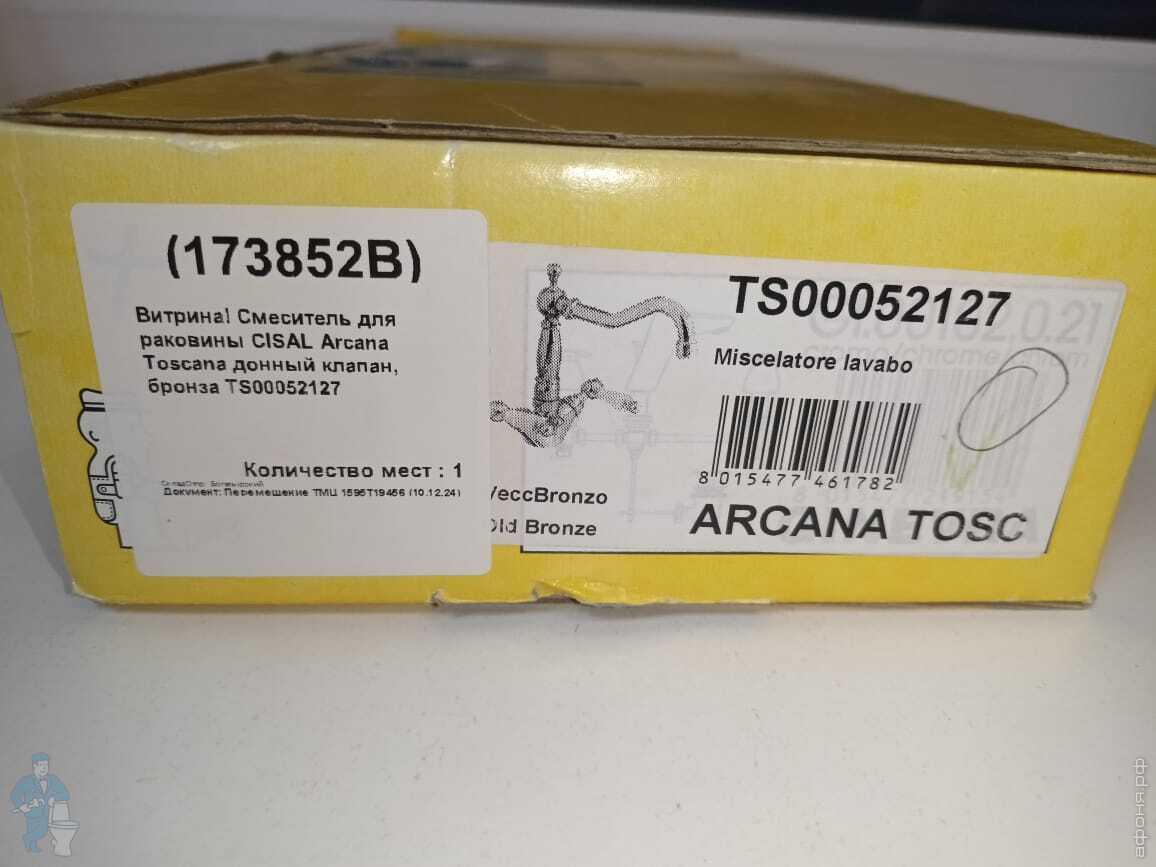 (173852B)
Витрина! Смеситель для
раковины CISAL Arcana
Toscana донный клапан,
бронза TS00052127
Количество мест : 1
Документ: Перемещение ТМЦ 1595T19456 (10.12.24)
TS00052127
Miscelatore lavabo
8 015477 461782
VeccBronzo
Old Bronze
ARCANA TOSC
афоня.рф